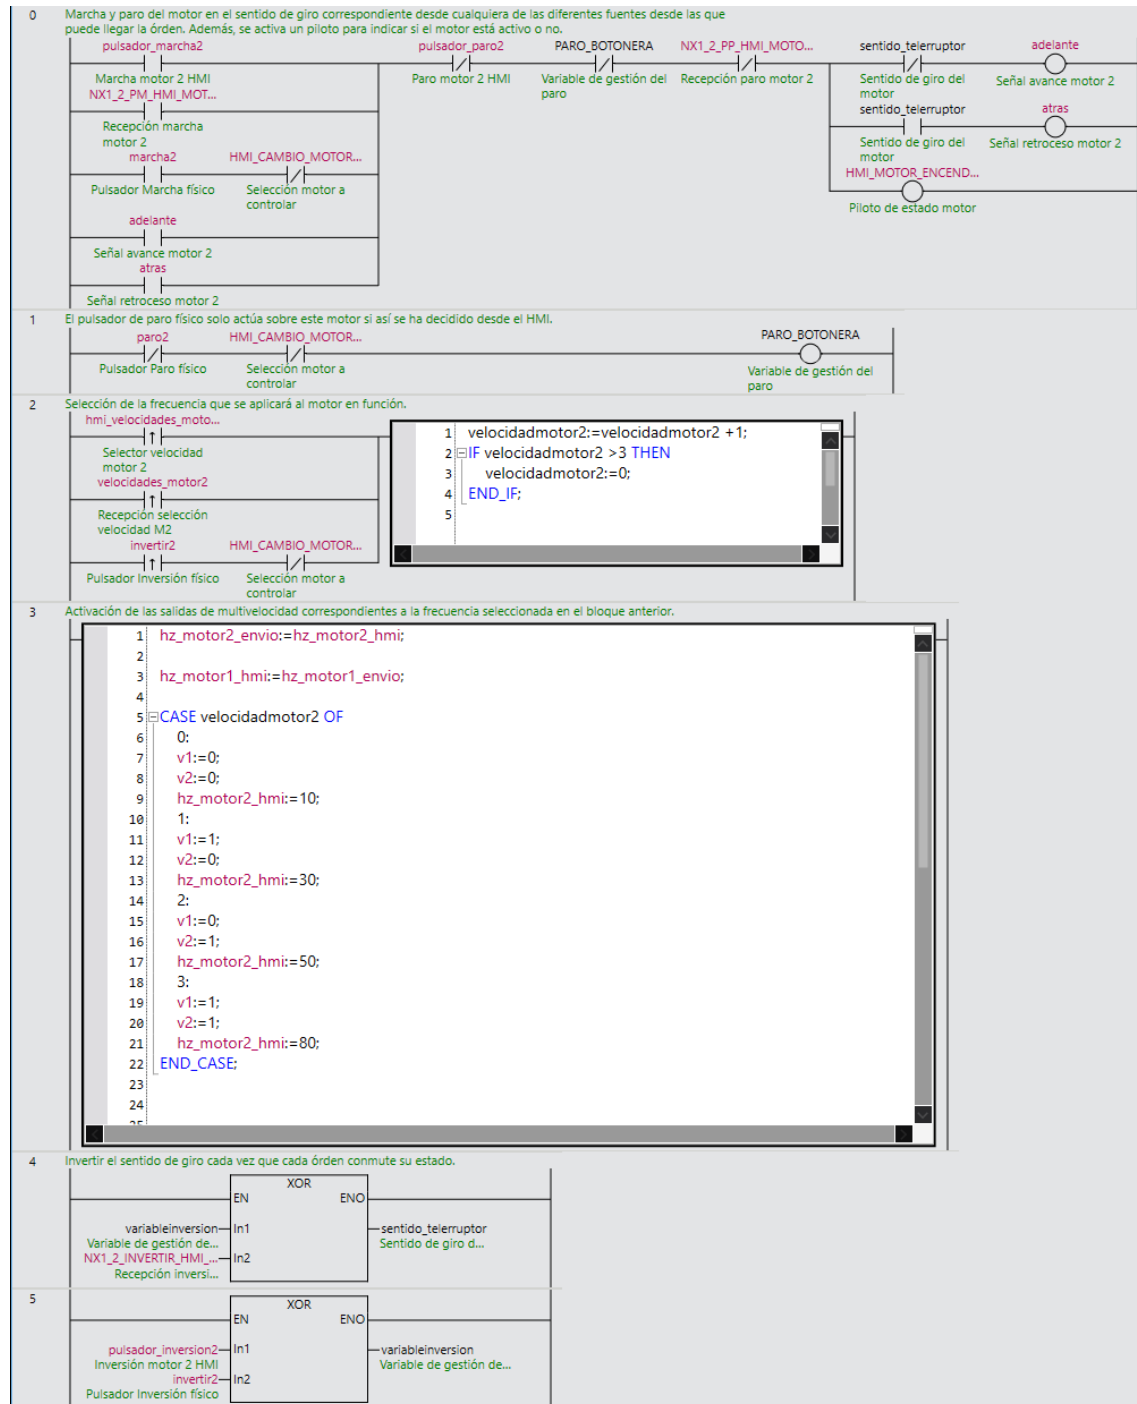 0 Marcha y paro del motor en el sentido de giro correspondiente desde cualquiera de las diferentes fuentes desde las que
puede llegar la órden. Además, se activa un piloto para indicar si el motor está activo o no.
pulsador_marcha2 pulsador_paro2 PARO_BOTONERA NX1_2_PP_HMI_MOTO... sentido_telerruptor adelante
Marcha motor 2 HMI Paro motor 2 HMI Variable de gestión del Recepción paro motor 2 Sentido de giro del Señal avance motor 2
paro motor
NX1_2_PM_HMI_MOT... sentido_telerruptor atras
Recepción marcha Sentido de giro del Señal retroceso motor 2
motor 2 motor
marcha2 HMI_CAMBIO_MOTOR... HMI_MOTOR_ENCEND...
Pulsador Marcha físico Selección motor a Piloto de estado motor
controlar
adelante
Señal avance motor 2
atras
Señal retroceso motor 2
1 El pulsador de paro físico solo actúa sobre este motor si así se ha decidido desde el HMI.
paro2 HMI_CAMBIO_MOTOR... PARO_BOTONERA
Pulsador Paro físico Selección motor a Variable de gestión del
controlar paro
2 Selección de la frecuencia que se aplicará al motor en función.
hmi_velocidades_moto...
Selector velocidad
motor 2
velocidades_motor2
Recepción selección
velocidad M2
invertir2 HMI_CAMBIO_MOTOR...
Pulsador Inversión físico Selección motor a
controlar
1 velocidadmotor2:=velocidadmotor2 +1;
2 IF velocidadmotor2 >3 THEN
3 velocidadmotor2:=0;
4 END_IF;
5
3 Activación de las salidas de multivelocidad correspondientes a la frecuencia seleccionada en el bloque anterior.
1 hz_motor2_envio:=hz_motor2_hmi;
2
3 hz_motor1_hmi:=hz_motor1_envio;
4
5 CASE velocidadmotor2 OF
6 0:
7 v1:=0;
8 v2:=0;
9 hz_motor2_hmi:=10;
10 1:
11 v1:=1;
12 v2:=0;
13 hz_motor2_hmi:=30;
14 2:
15 v1:=0;
16 v2:=1;
17 hz_motor2_hmi:=50;
18 3:
19 v1:=1;
20 v2:=1;
21 hz_motor2_hmi:=80;
22 END_CASE;
23
24
25
4 Invertir el sentido de giro cada vez que cada órden conmute su estado.
XOR
EN ENO
variableinversion In1 sentido_telerruptor
Variable de gestión de... Sentido de giro d...
NX1_2_INVERTIR_HMI_... In2
Recepción inversi...
5 XOR
EN ENO
pulsador_inversion2 In1 variableinversion
Inversión motor 2 HMI Variable de gestión de...
invertir2 In2
Pulsador Inversión físico